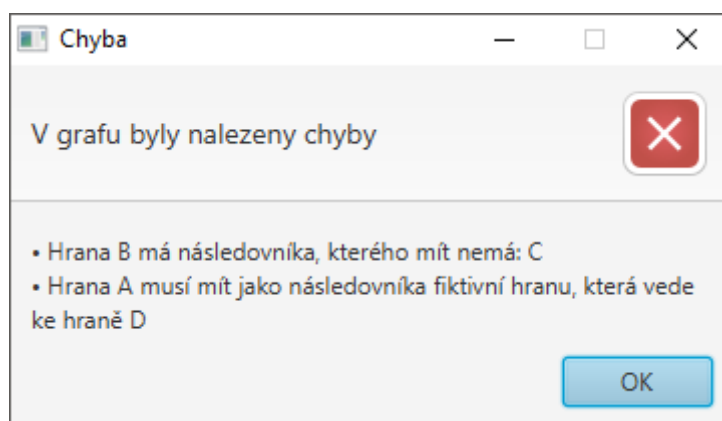 Chyba
V grafu byly nalezeny chyby
• Hrana B má následovníka, kterého mít nemá: C
• Hrana A musí mít jako následovníka fiktivní hranu, která vede
ke hraně D
OK